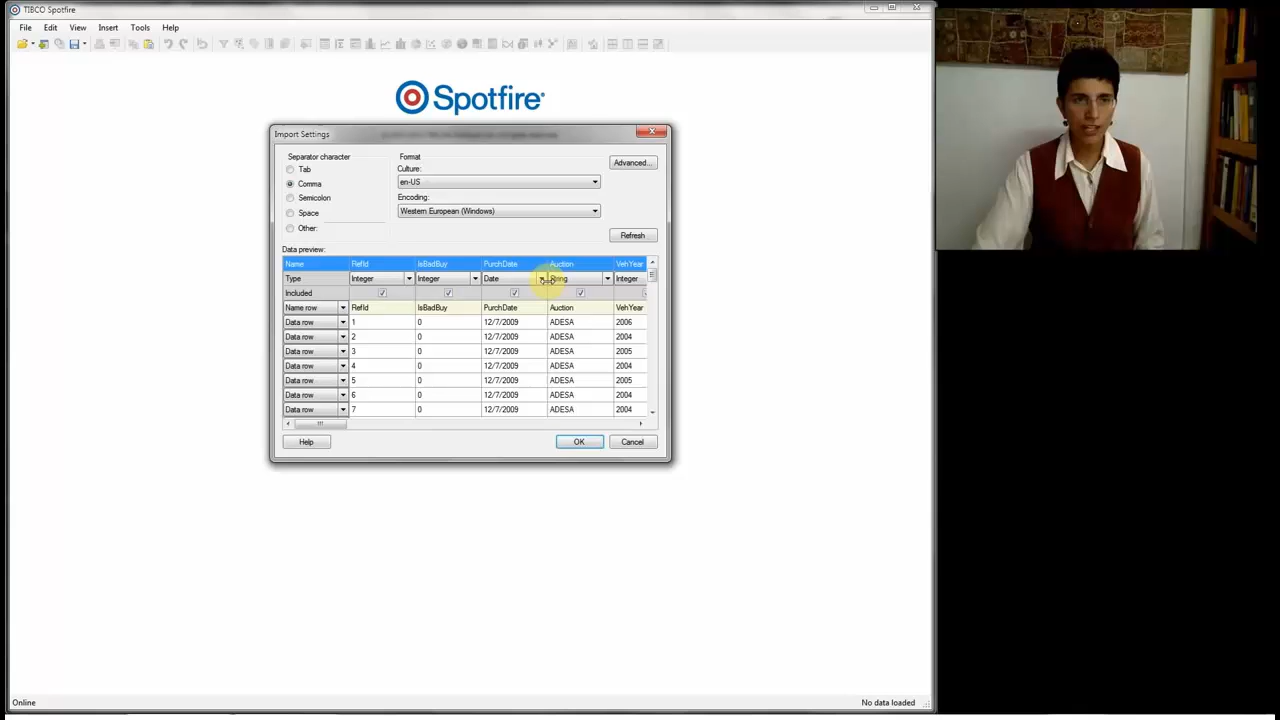 TIBCO Spotfire
File Edit View Insert Tools Help
Spotfire®
Import Settings
Separator character
Tab
Comma
Semicolon
Space
Other:
Format
Culture:
en-US
Encoding:
Western European (Windows)
Advanced...
Refresh
Data preview:
Name RefId IsBadBuy PurchDate Auction VehYear
Type Integer Integer Date String Integer
Included
Name row RefId IsBadBuy PurchDate Auction VehYear
Data row 1 0 12/7/2009 ADESA 2006
Data row 2 0 12/7/2009 ADESA 2004
Data row 3 0 12/7/2009 ADESA 2005
Data row 4 0 12/7/2009 ADESA 2004
Data row 5 0 12/7/2009 ADESA 2005
Data row 6 0 12/7/2009 ADESA 2004
Data row 7 0 12/7/2009 ADESA 2004
Help OK Cancel
Online No data loaded